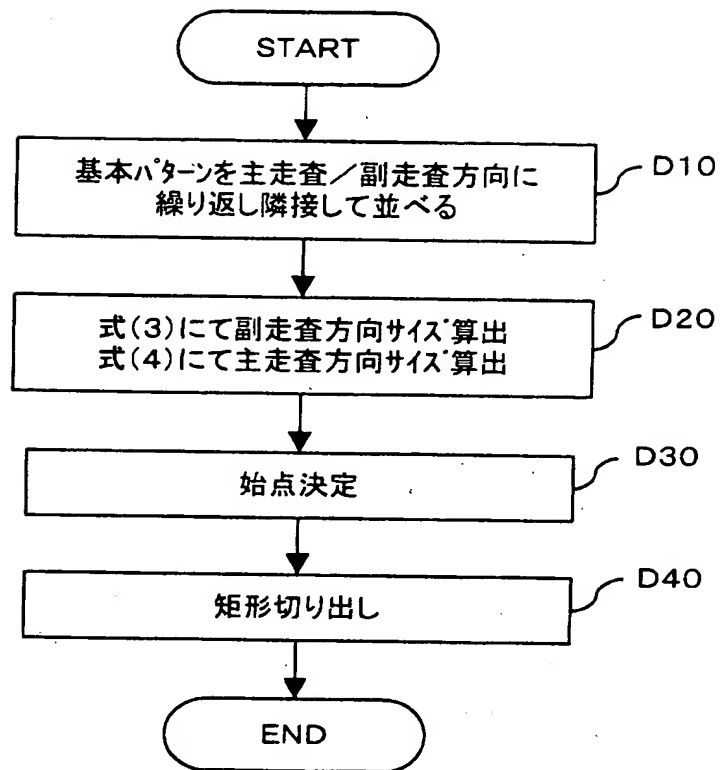 START
基本パターンを主走査／副走査方向に
繰り返し隣接して並べる
D10
式(3)にて副走査方向サイズ算出
式(4)にて主走査方向サイズ算出
D20
始点決定
D30
矩形切り出し
D40
END